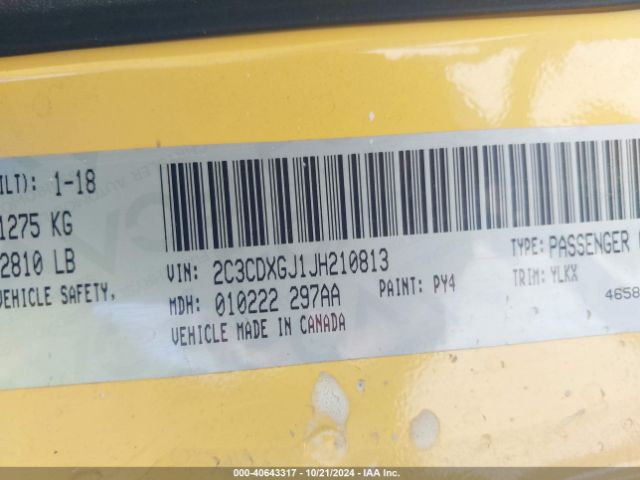 ILT): 1-18
1275 KG
2810 LB
VEHICLE SAFETY,
VIN: 2C3CDXGJ1JH210813
TYPE: PASSENGER
MDH: 010222 297AA
PAINT: PY4
TRIM: YLKX
VEHICLE MADE IN CANADA
4658
000-40643317 - 10/21/2024 - IAA Inc.